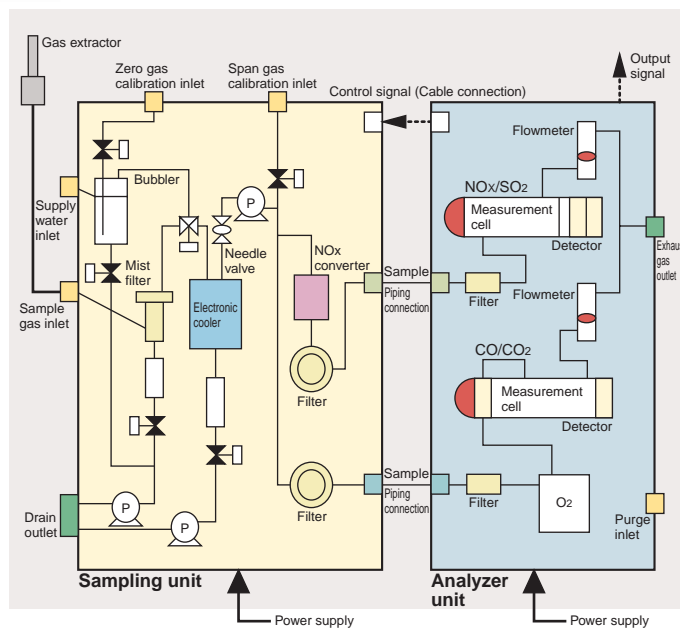 Gas extractor
Zero gas
calibration inlet
Span gas
calibration inlet
Control signal (Cable connection)
Output
signal
Flowmeter
Bubbler
NOx/SO2
Measurement
cell
Detector
Supply
water
inlet
Mist
filter
Needle
valve
NOx
converter
Sample
Piping
connection
Filter
Exhau
gas
outlet
Flowmeter
Sample
gas inlet
Electronic
cooler
CO/CO2
Measurement
cell
Detector
Filter
Sample
Piping
connection
Filter
O2
Filter
P
P
P
Drain
outlet
Purge
inlet
Sampling unit
Analyzer
unit
Power supply
Power supply